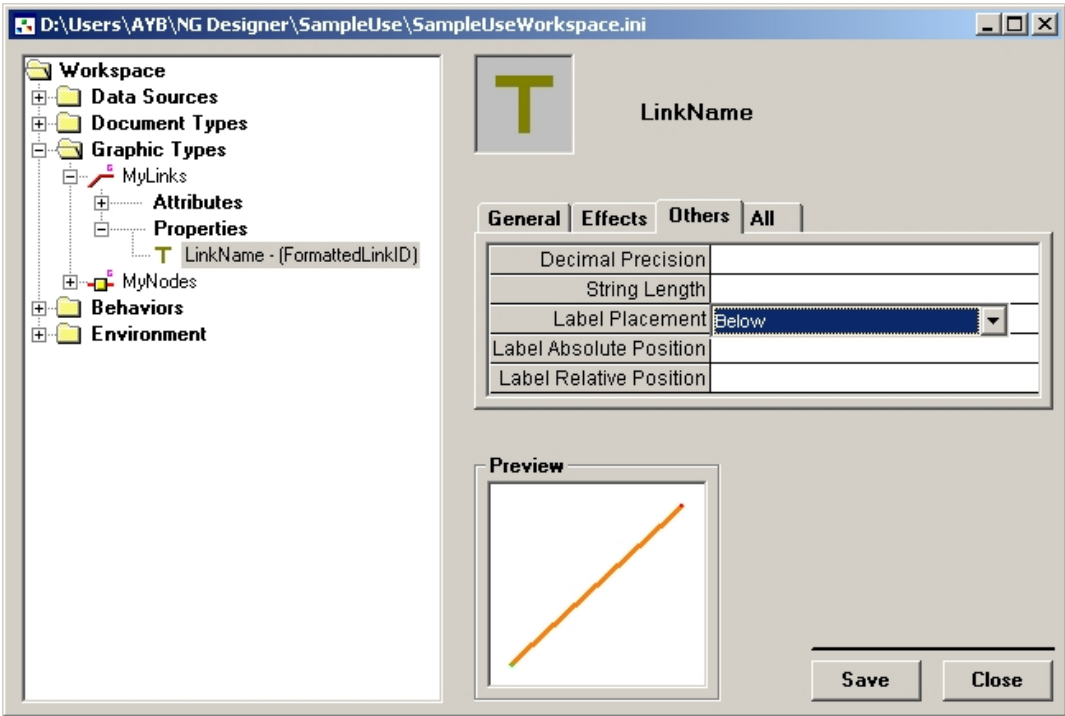 D:\Users\AYB\NG Designer\SampleUse\SampleUseWorkspace.ini
Workspace
Data Sources
Document Types
Graphic Types
MyLinks
Attributes
Properties
T LinkName - (FormattedLinkID)
MyNodes
Behaviors
Environment
T
LinkName
General Effects Others All
Decimal Precision
String Length
Label Placement Below
Label Absolute Position
Label Relative Position
Preview
Save Close